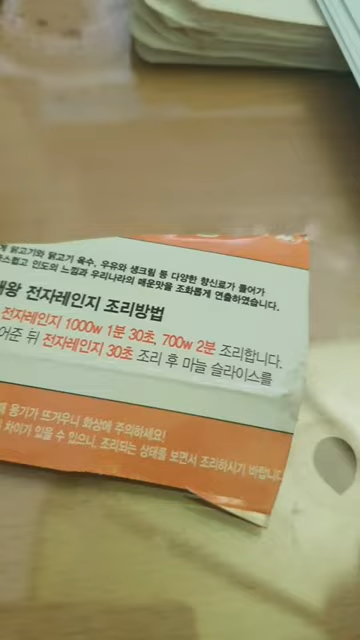 닭고기와 닭고기 육수, 우유와 생크림 등 다양한 향신료가 들어가
인도의 느낌과 우리나라의 매운맛을 조화롭게 연출하였습니다.
전자레인지 조리방법
전자레인지 1000w 1분 30초, 700w 2분 조리합니다.
어준 뒤 전자레인지 30초 조리 후 마늘 슬라이스를
용기가 뜨거우니 화상에 주의하세요!
차이가 있을 수 있으니, 조리되는 상태를 보면서 조리하시기 바랍니다